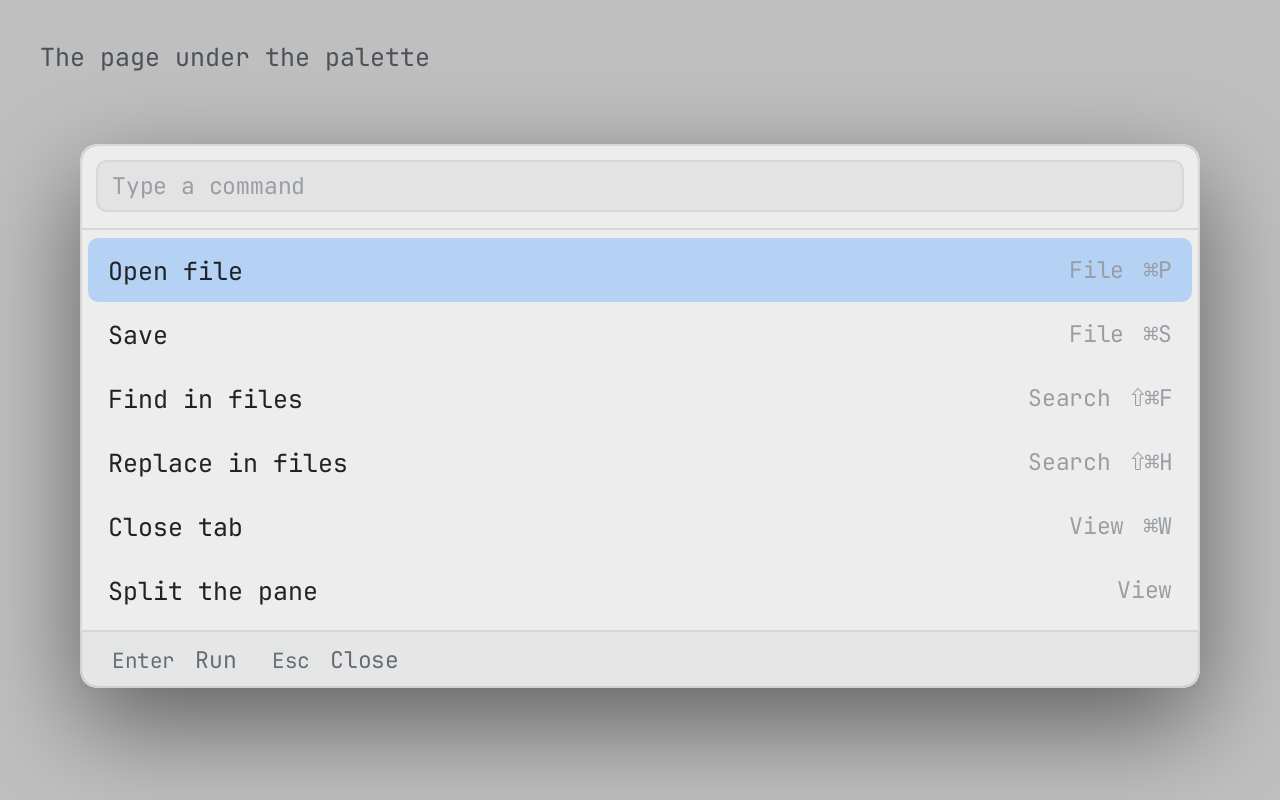 The page under the palette
Type a command
Open file File ⌘P
Save File ⌘S
Find in files Search ⇧⌘F
Replace in files Search ⇧⌘H
Close tab View ⌘W
Split the pane View
Enter Run Esc Close